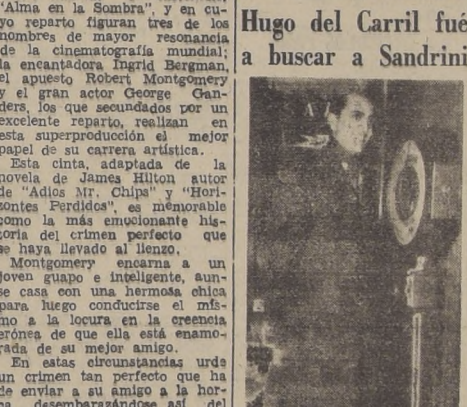 "Alma en la Sombra", y en cu-
yo reparto figuran tres de los
nombres de mayor resonancia
de la cinematografía mundial;
la encantadora Ingrid Bergman,
el apuesto Robert Montgomery
y el gran actor George Gan-
ders, los que secundados por un
excelente reparto, realizan en
esta superproducción el mejor
papel de su carrera artística.
Esta cinta, adaptada de la
novela de James Hilton autor
de "Adios Mr. Chips" y "Hori-
zontes Perdidos", es memorable
como la más emocionante his-
toria del crimen perfecto que
se haya llevado al lienzo.
Montgomery encarna a un
joven guapo e inteligente, aun-
se casa con una hermosa chica
para luego conducirse el mis-
mo a la locura en la creencia
erónea de que ella está enamo-
rada de su mejor amigo.
En estas circunstancias urde
un crimen tan perfecto que ha
de enviar a su amigo a la hor-
desembarazándose así del
Hugo del Carril fué
a buscar a Sandrini